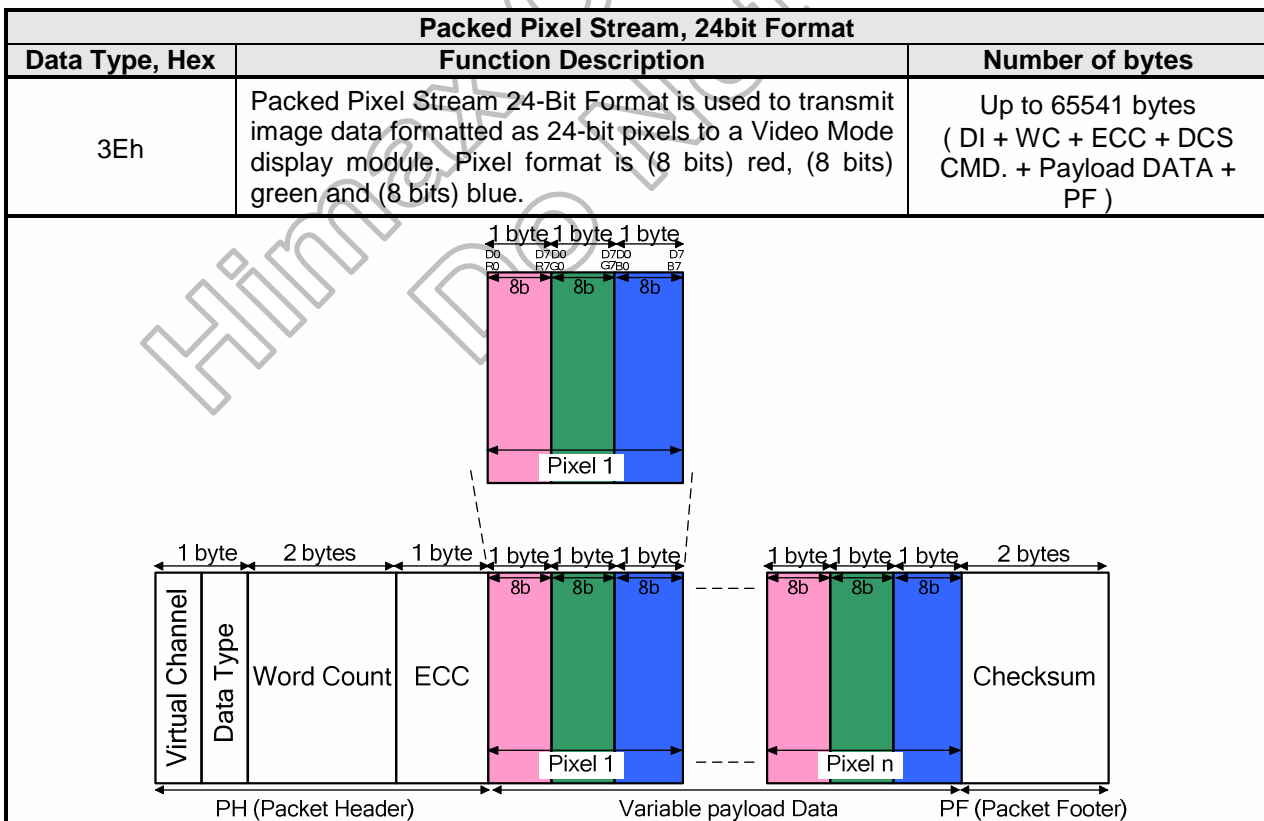 Packed Pixel Stream, 24bit Format
Data Type, Hex Function Description Number of bytes
3Eh
Packed Pixel Stream 24-Bit Format is used to transmit
image data formatted as 24-bit pixels to a Video Mode
display module. Pixel format is (8 bits) red, (8 bits)
green and (8 bits) blue.
Up to 65541 bytes
( DI + WC + ECC + DCS
CMD. + Payload DATA +
PF )
1 byte 1 byte 1 byte
D0 D7 D0 D7 D0 D7
R0 R7 G0 G7 B0 B7
8b 8b 8b
Pixel 1
1 byte 2 bytes 1 byte 1 byte 1 byte 1 byte 1 byte 1 byte 1 byte 2 bytes
8b 8b 8b 8b 8b 8b
Virtual Channel
Data Type
Word Count
ECC
Checksum
Pixel 1 Pixel n
PH (Packet Header) Variable payload Data PF (Packet Footer)
Himax
Do